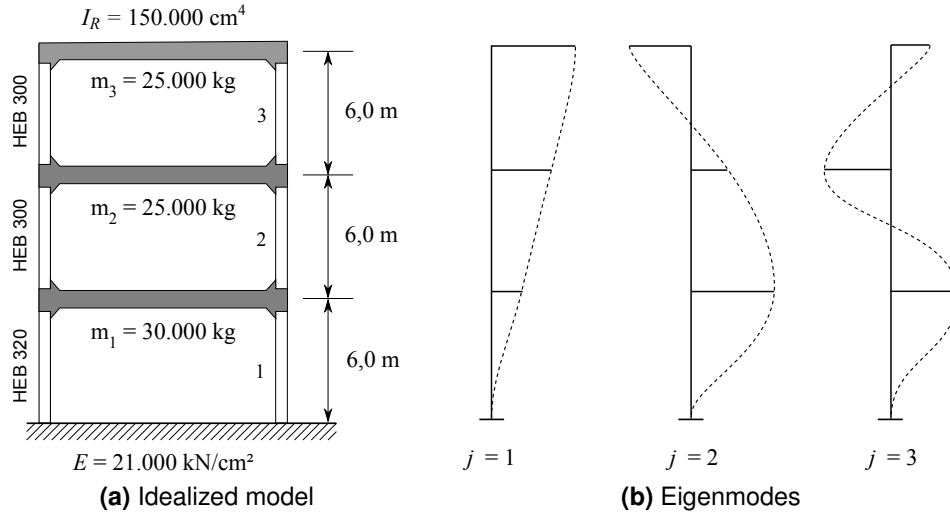 I_R = 150.000 cm⁴
HEB 300
m₃ = 25.000 kg
3
6,0 m
HEB 300
m₂ = 25.000 kg
2
6,0 m
HEB 320
m₁ = 30.000 kg
1
6,0 m
E = 21.000 kN/cm²
(a) Idealized model
j = 1
j = 2
j = 3
(b) Eigenmodes